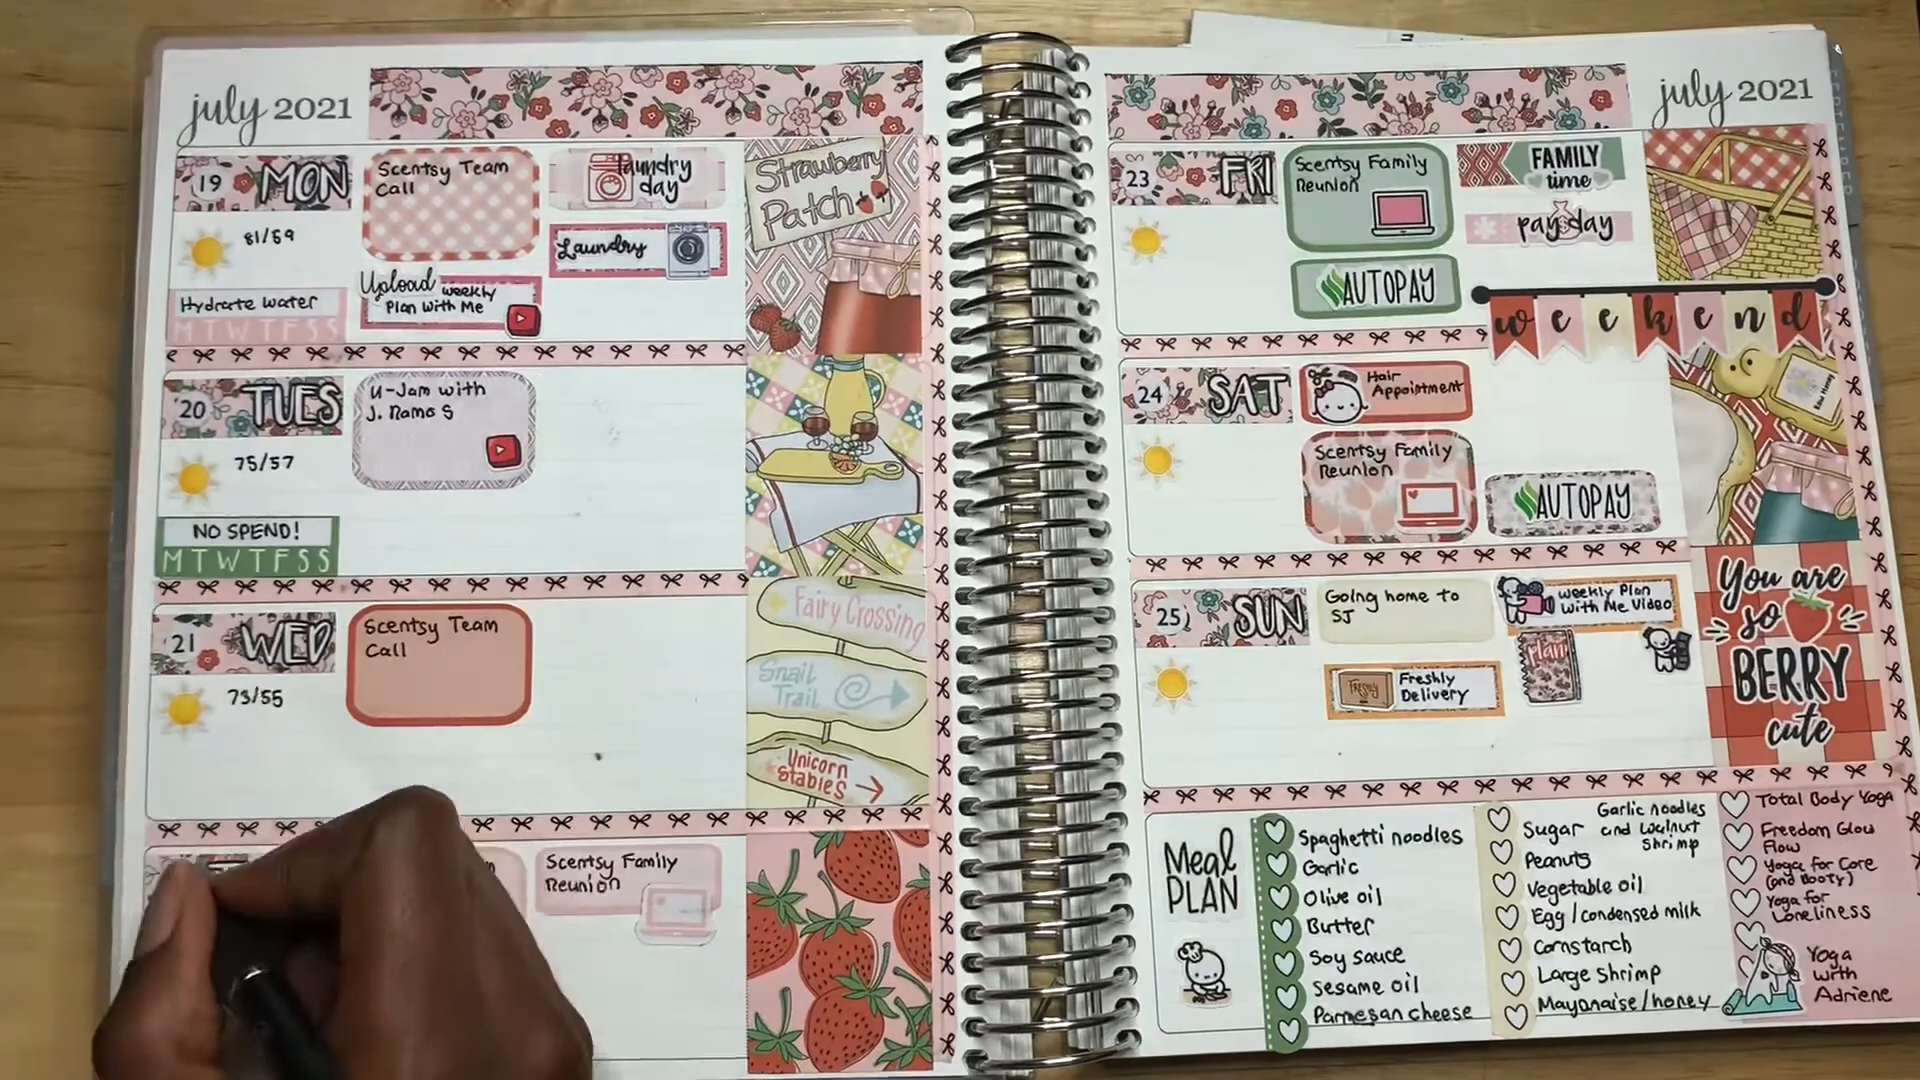 july 2021
19
MON
81/59
Hydrate water
MTWTFSS
Scentsy Team
Call
Upload weekly
Plan With Me
laundry
day
Laundry
Strawberry
Patch
20
TUES
75/57
NO SPEND!
MTWTFSS
U-Jam with
J. Ramos
21
WED
73/55
Scentsy Team
Call
Fairy Crossing
Snail
Trail
Unicorn
Stables
Scentsy Family
Reunion
july 2021
23
FRI
Scentsy Family
Reunion
AUTOPAY
FAMILY
time
pay day
weekend
24
SAT
Hair
Appointment
Scentsy Family
Reunion
AUTOPAY
Raw Honey
25
SUN
Going home to
SJ
Freshly
Freshly
Delivery
Weekly Plan
With Me Video
plan
You are
so
BERRY
cute
Meal
PLAN
Spaghetti noodles
Garlic
Olive oil
Butter
Soy sauce
Sesame oil
Parmesan cheese
Garlic noodles
and walnut
shrimp
Sugar
Peanuts
Vegetable oil
Egg/condensed milk
Cornstarch
Large shrimp
Mayonaise/honey
Total Body Yoga
Freedom Glow
Flow
Yoga for Core
(and Booty)
Yoga for
Loneliness
Yoga
with
Adriene